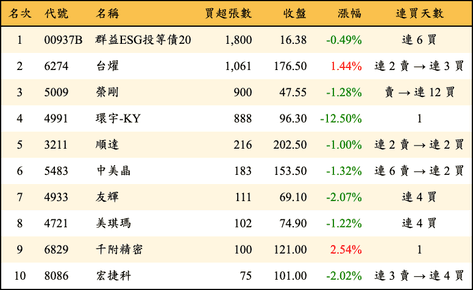 名次 代號 名稱 買超張數 收盤 漲幅 連買天數
1 00937B 群益ESG投等債20 1,800 16.38 -0.49% 連 6 買
2 6274 台燿 1,061 176.50 1.44% 連 2 賣 → 連 3 買
3 5009 榮剛 900 47.55 -1.28% 賣 → 連 12 買
4 4991 環宇-KY 888 96.30 -12.50% 1
5 3211 順達 216 202.50 -1.00% 連 2 賣 → 連 2 買
6 5483 中美晶 183 153.50 -1.32% 連 6 賣 → 連 2 買
7 4933 友輝 111 69.10 -2.07% 連 4 買
8 4721 美琪瑪 102 74.90 -1.22% 連 4 買
9 6829 千附精密 100 121.00 2.54% 1
10 8086 宏捷科 75 101.00 -2.02% 連 3 賣 → 連 4 買